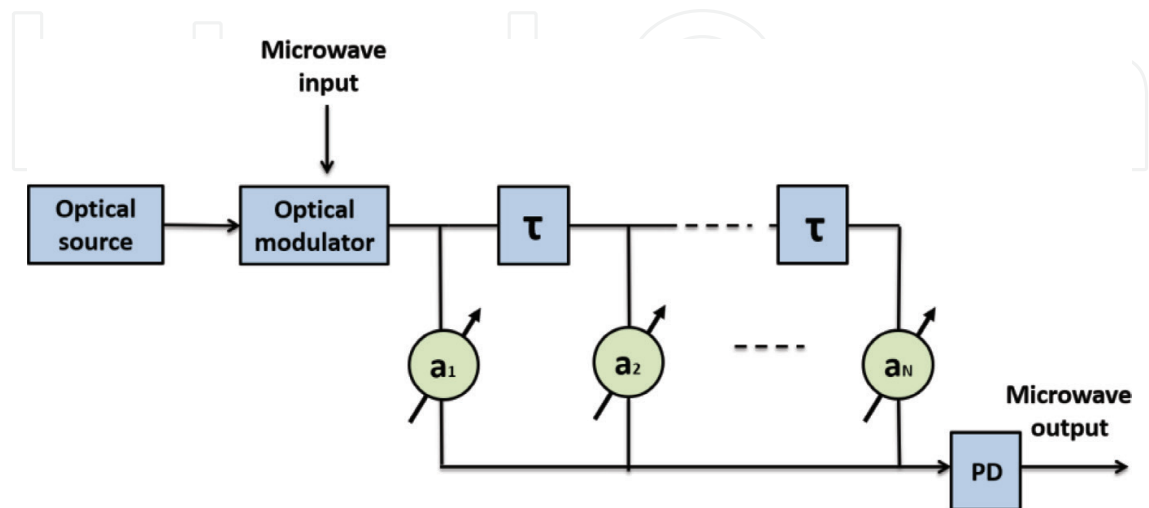 Microwave
input
Optical
source
Optical
modulator
τ
τ
a1
a2
aN
Microwave
output
PD